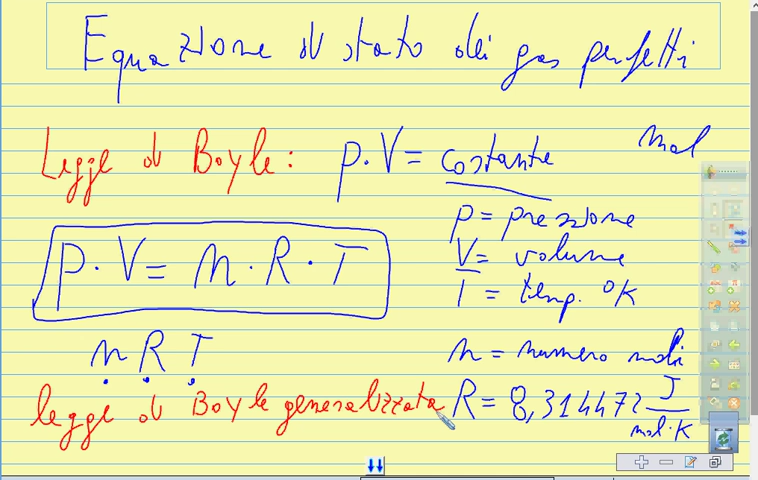 Equazione di stato dei gas perfetti
mol
Legge di Boyle: p·V = costante
p = pressione
V = volume
T = temp. °K
p·V = n·R·T
n R T
n = numero moli
legge di Boyle generalizzata
R = 8,314472 J/mol·K